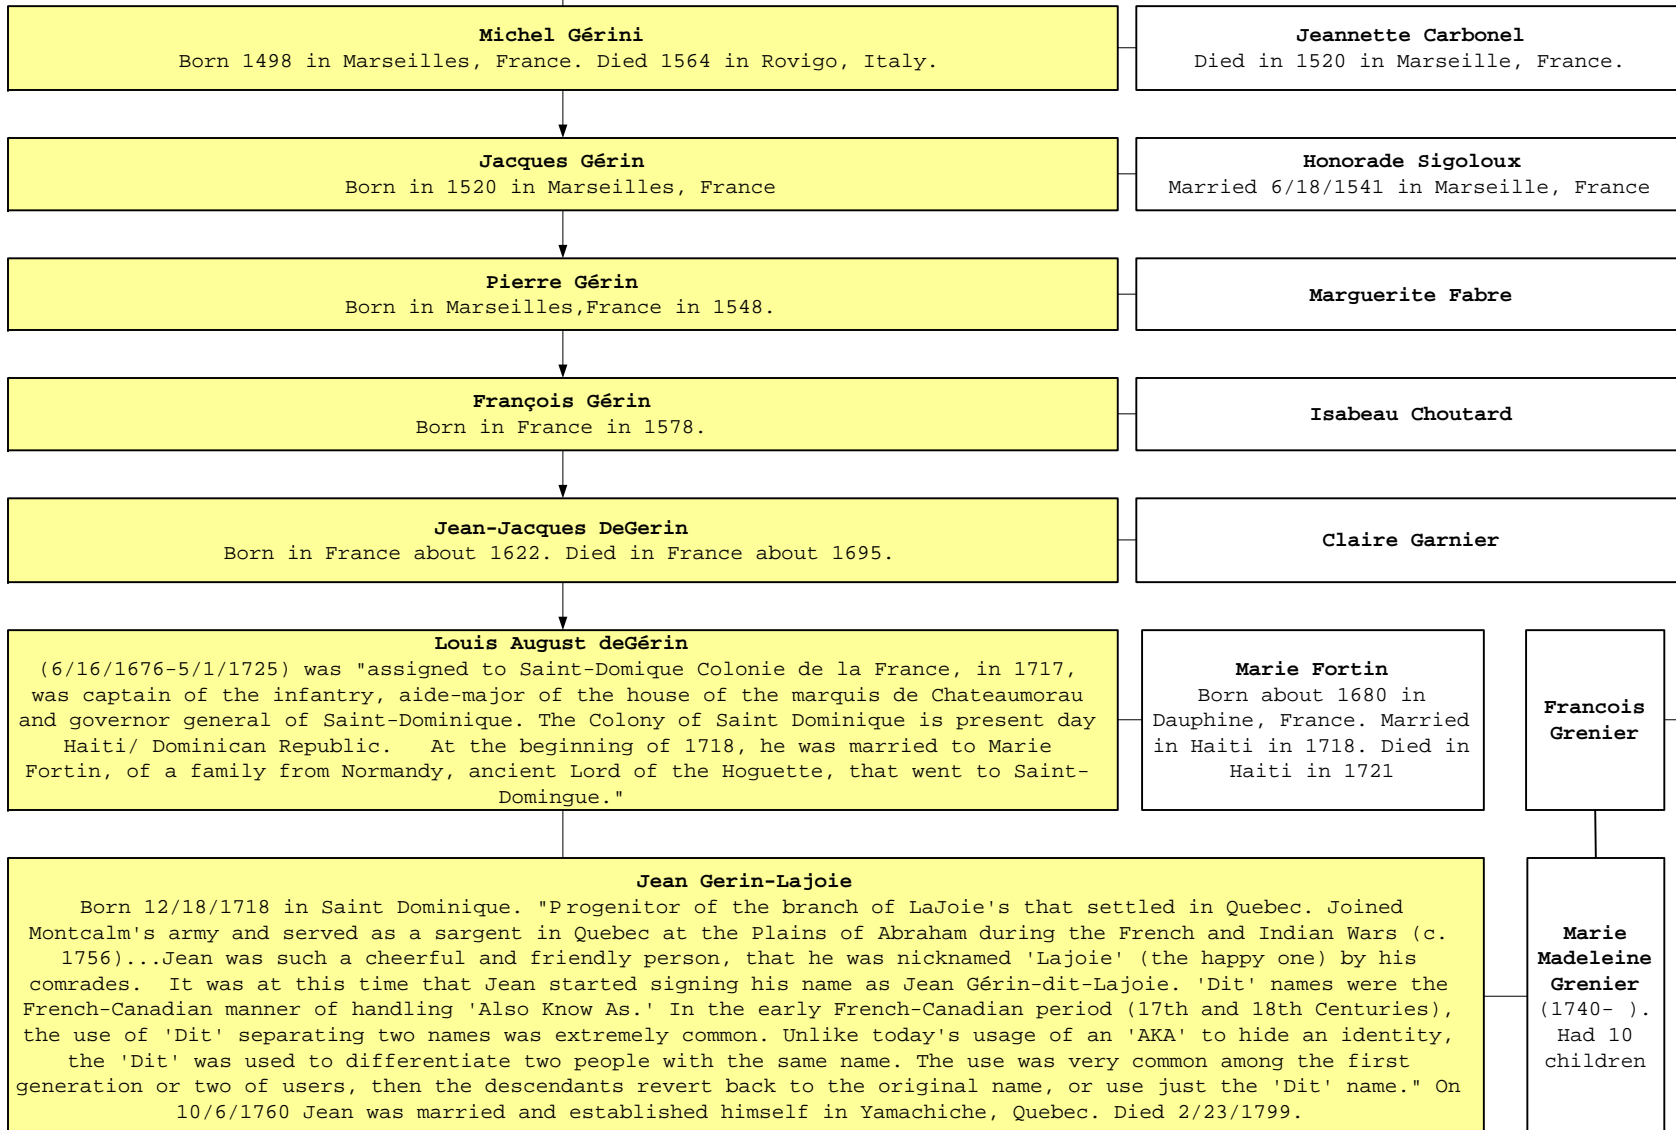 Michel Gérini
Born 1498 in Marseilles, France. Died 1564 in Rovigo, Italy.
Jeannette Carbonel
Died in 1520 in Marseille, France.
Jacques Gérin
Born in 1520 in Marseilles, France
Honorade Sigoloux
Married 6/18/1541 in Marseille, France
Pierre Gérin
Born in Marseilles,France in 1548.
Marguerite Fabre
François Gérin
Born in France in 1578.
Isabeau Choutard
Jean-Jacques DeGerin
Born in France about 1622. Died in France about 1695.
Claire Garnier
Louis August deGérin
(6/16/1676-5/1/1725) was "assigned to Saint-Domique Colonie de la France, in 1717,
was captain of the infantry, aide-major of the house of the marquis de Chateaumorau
and governor general of Saint-Dominique. The Colony of Saint Dominique is present day
Haiti/ Dominican Republic.   At the beginning of 1718, he was married to Marie
Fortin, of a family from Normandy, ancient Lord of the Hoguette, that went to Saint-
Domingue."
Marie Fortin
Born about 1680 in
Dauphine, France. Married
in Haiti in 1718. Died in
Haiti in 1721
Francois
Grenier
Jean Gerin-Lajoie
Born 12/18/1718 in Saint Dominique. "Progenitor of the branch of LaJoie's that settled in Quebec. Joined
Montcalm's army and served as a sargent in Quebec at the Plains of Abraham during the French and Indian Wars (c.
1756)...Jean was such a cheerful and friendly person, that he was nicknamed 'Lajoie' (the happy one) by his
comrades.  It was at this time that Jean started signing his name as Jean Gérin-dit-Lajoie. 'Dit' names were the
French-Canadian manner of handling 'Also Know As.' In the early French-Canadian period (17th and 18th Centuries),
the use of 'Dit' separating two names was extremely common. Unlike today's usage of an 'AKA' to hide an identity,
the 'Dit' was used to differentiate two people with the same name. The use was very common among the first
generation or two of users, then the descendants revert back to the original name, or use just the 'Dit' name." On
10/6/1760 Jean was married and established himself in Yamachiche, Quebec. Died 2/23/1799.
Marie
Madeleine
Grenier
(1740- ).
Had 10
children